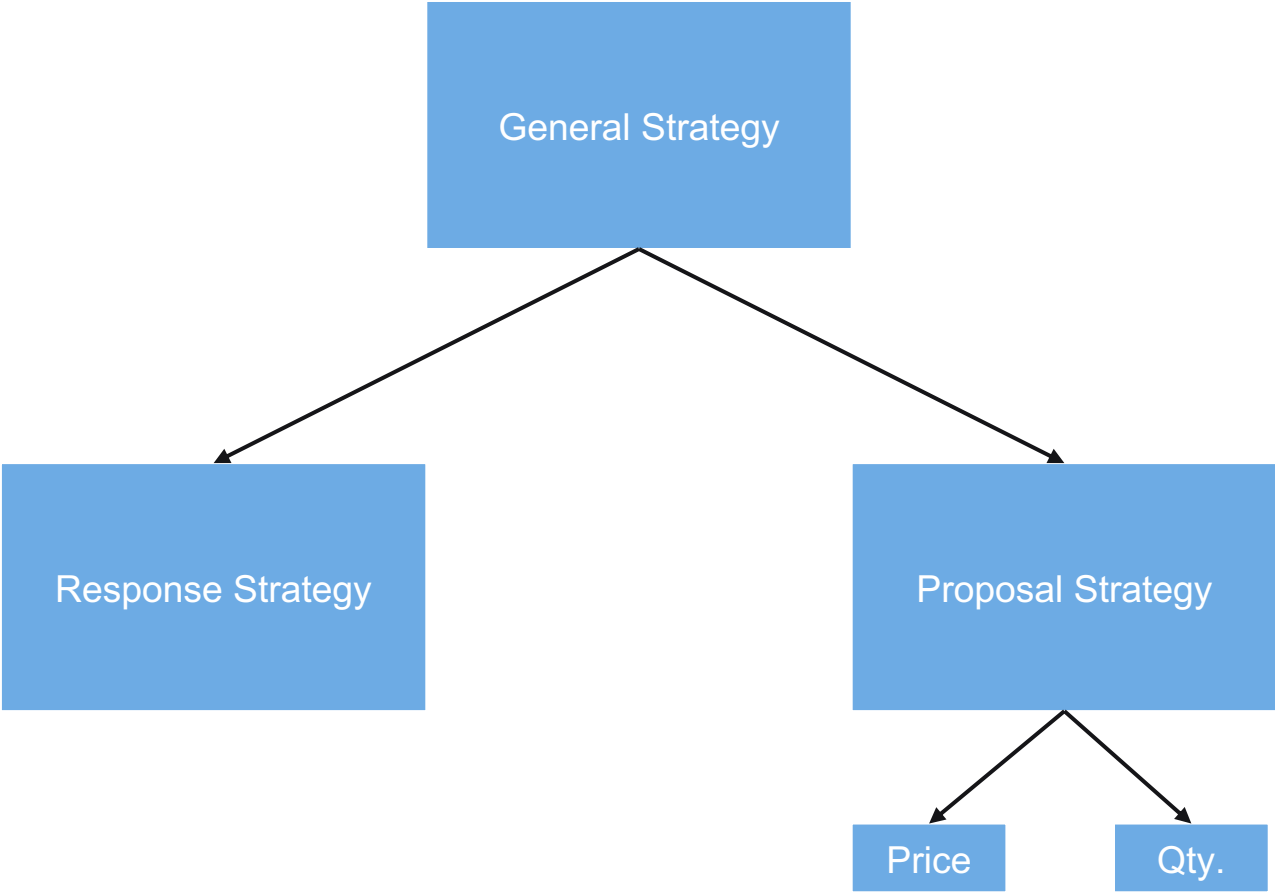 General Strategy
Response Strategy
Proposal Strategy
Price
Qty.